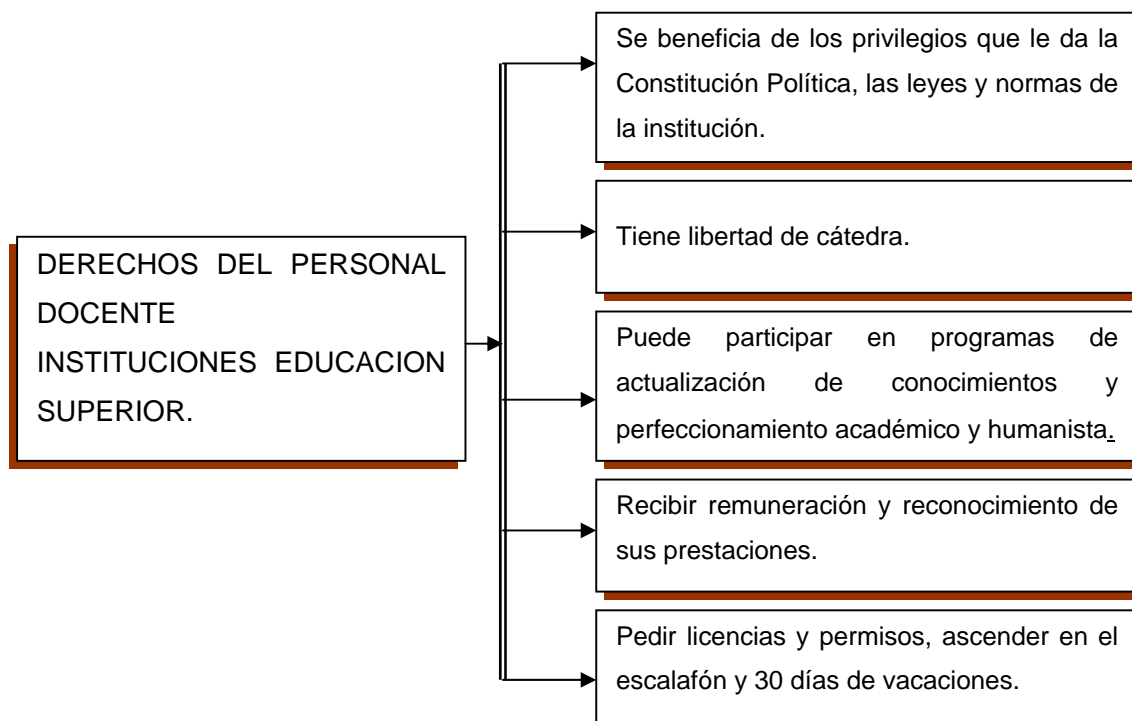 DERECHOS DEL PERSONAL
DOCENTE
INSTITUCIONES EDUCACION
SUPERIOR.
Se beneficia de los privilegios que le da la
Constitución Política, las leyes y normas de
la institución.
Tiene libertad de cátedra.
Puede participar en programas de
actualización de conocimientos y
perfeccionamiento académico y humanista.
Recibir remuneración y reconocimiento de
sus prestaciones.
Pedir licencias y permisos, ascender en el
escalafón y 30 días de vacaciones.